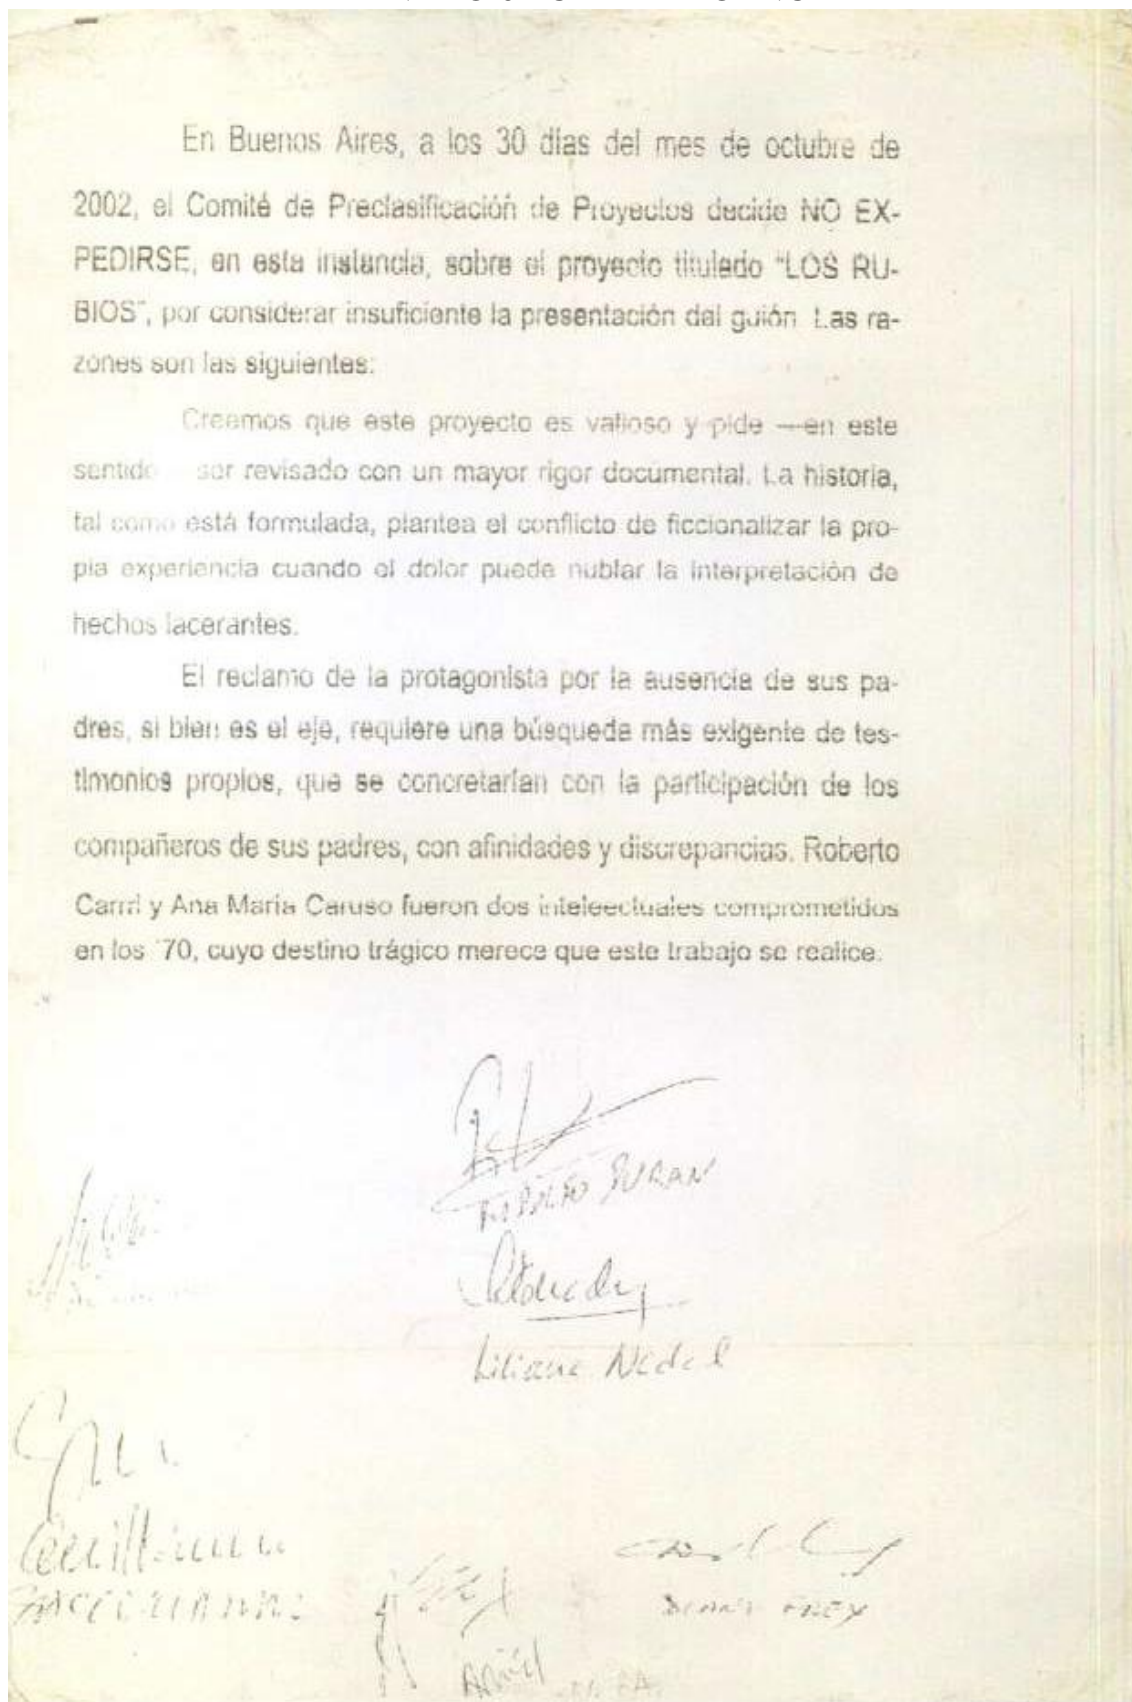 En Buenos Aires, a los 30 días del mes de octubre de
2002, el Comité de Preclasificación de Proyectos decide NO EX-
PEDIRSE, en esta instancia, sobre el proyecto titulado "LOS RU-
BIOS", por considerar insuficiente la presentación del guión. Las ra-
zones son las siguientes:
Creemos que este proyecto es valioso y pide —en este
sentido— ser revisado con un mayor rigor documental. La historia,
tal como está formulada, plantea el conflicto de ficcionalizar la pro-
pia experiencia cuando el dolor puede nublar la interpretación de
hechos lacerantes.
El reclamo de la protagonista por la ausencia de sus pa-
dres, si bien es el eje, requiere una búsqueda más exigente de tes-
timonios propios, que se concretarían con la participación de los
compañeros de sus padres, con afinidades y discrepancias. Roberto
Carri y Ana María Caruso fueron dos inteleectuales comprometidos
en los ´70, cuyo destino trágico merece que este trabajo se realice.
Liliana